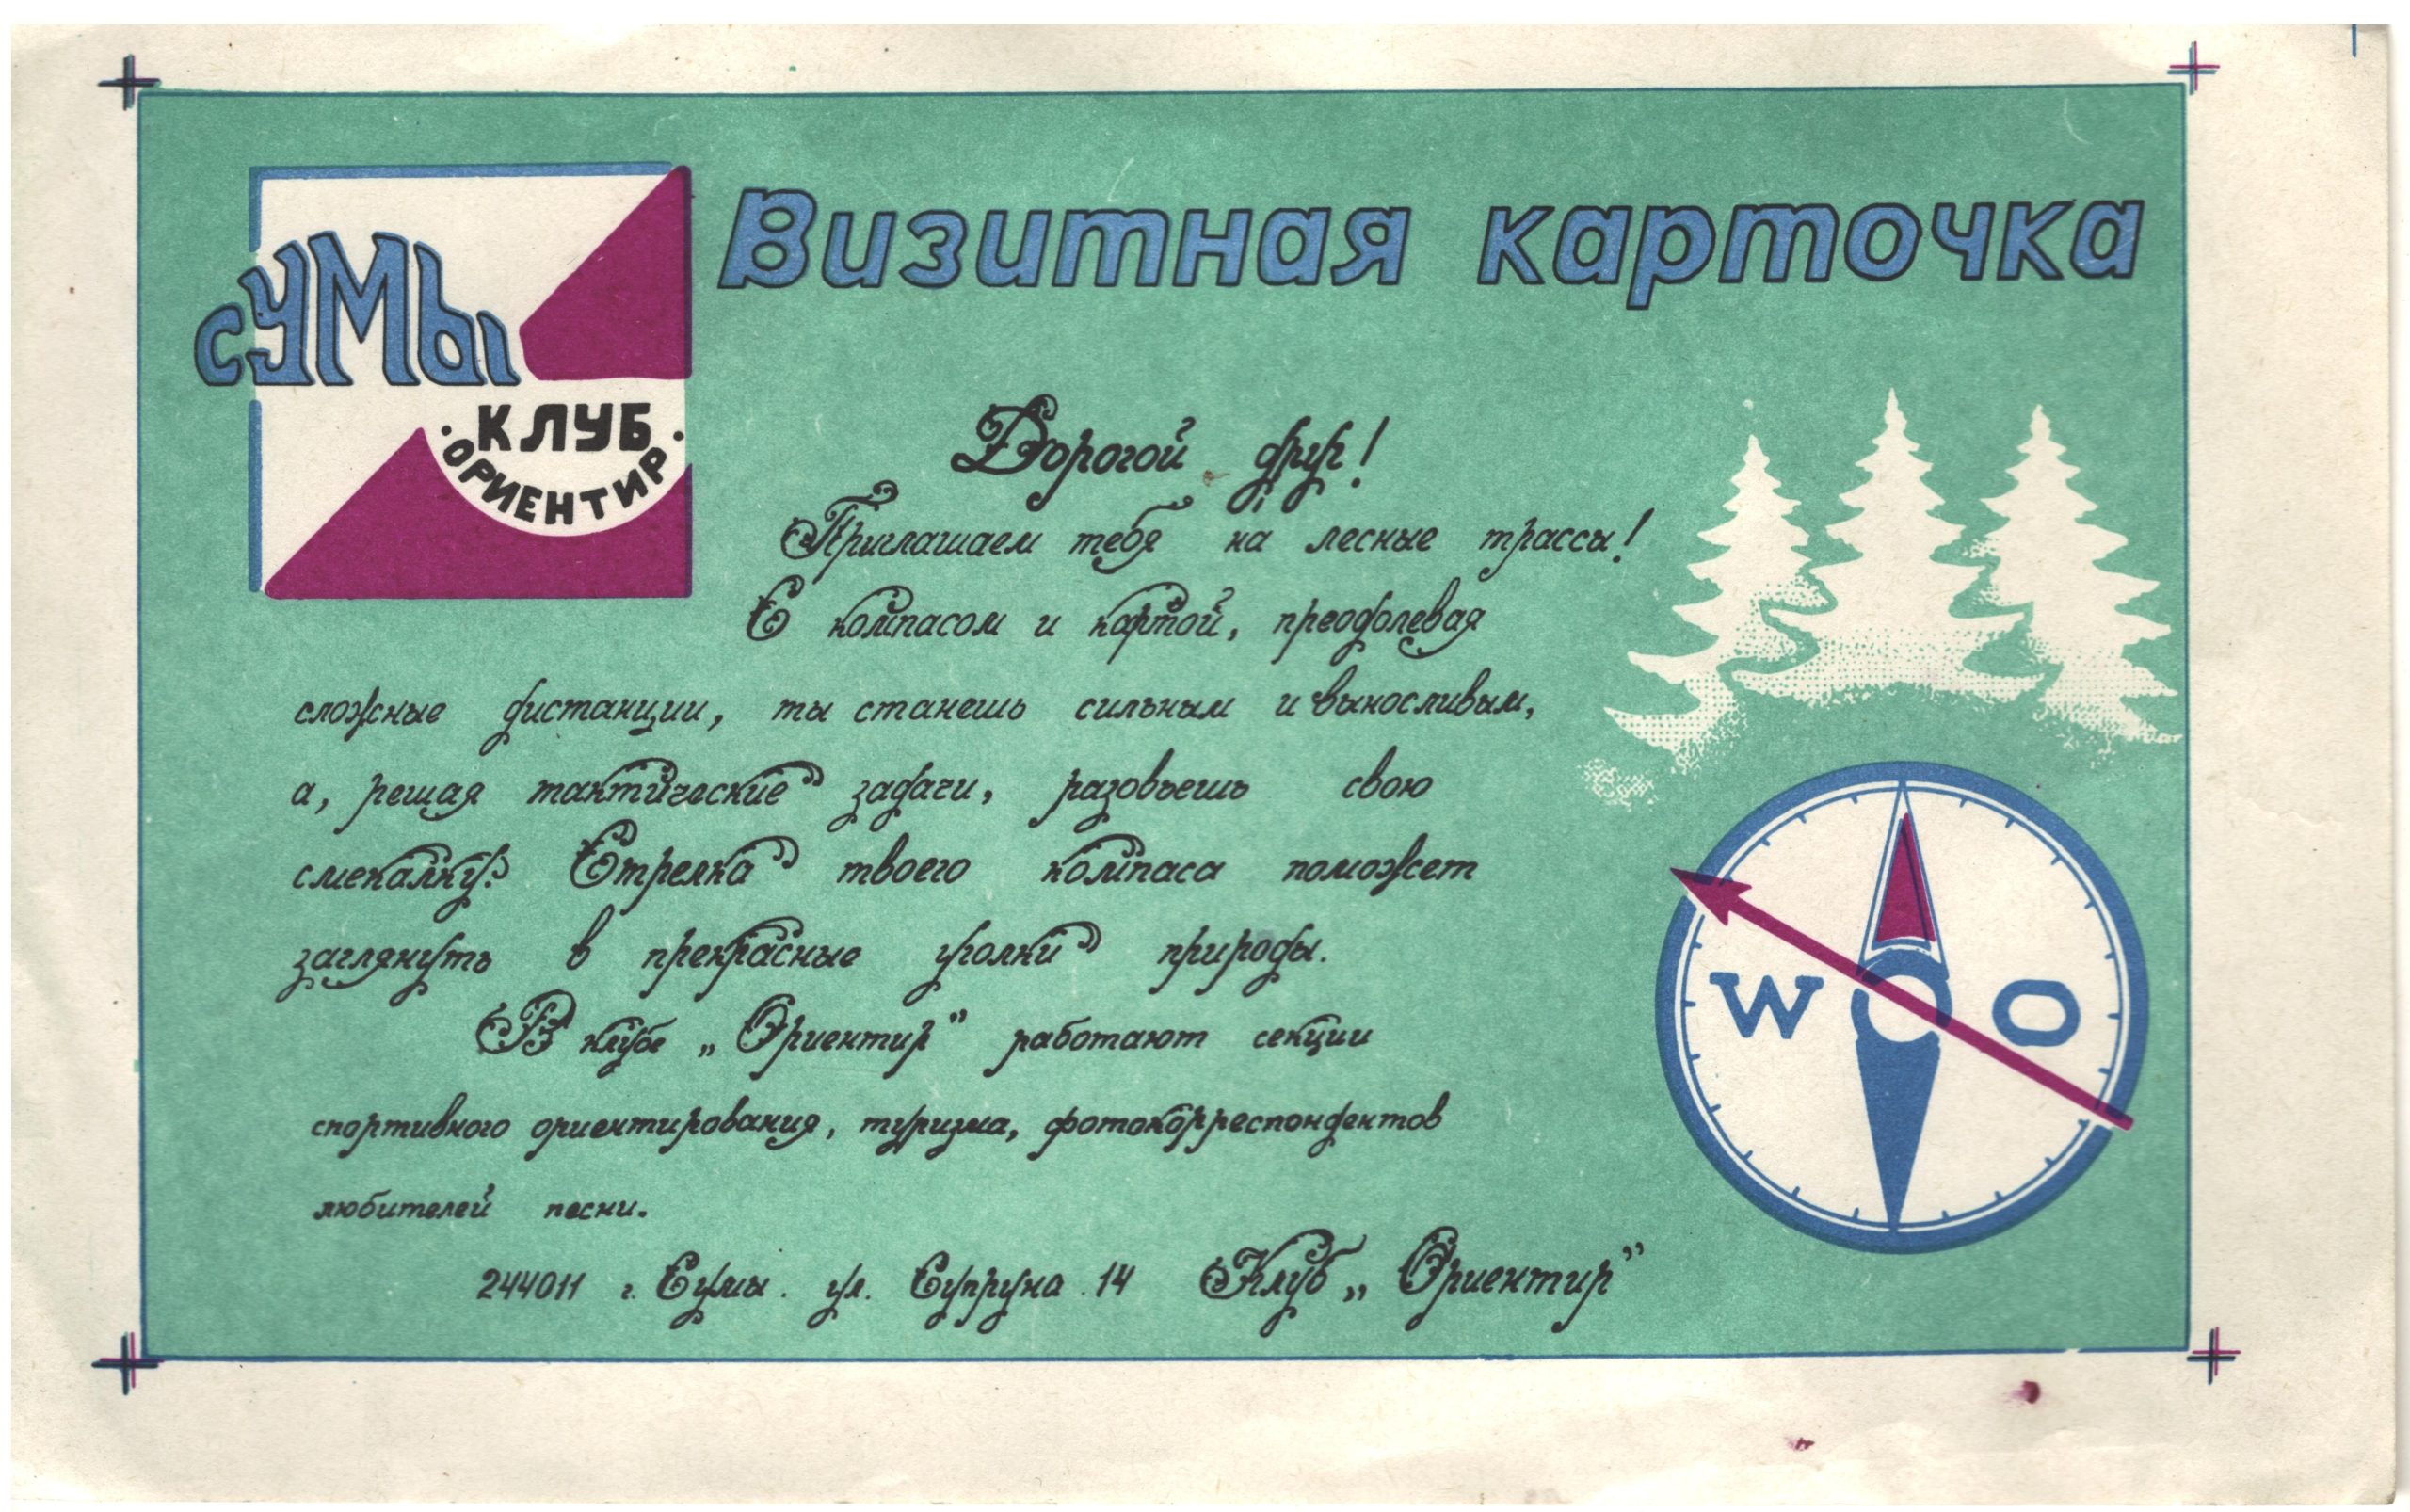 Визитная карточка
сумы
·КЛУБ·
ОРИЕНТИР
Дорогой друг!
Приглашаем тебя на лесные трассы!
С компасом и картой, преодолевая
сложные дистанции, ты станешь сильным и выносливым,
а, решая тактические задачи, разовьешь свою
смекалку. Стрелка твоего компаса поможет
заглянуть в прекрасные уголки природы.
В клубе „Ориентир” работают секции
спортивного ориентирования, туризма, фотокорреспондентов
любителей песни.
244011 г. Сумы. ул. Супруна .14 Клуб „Ориентир”
W O